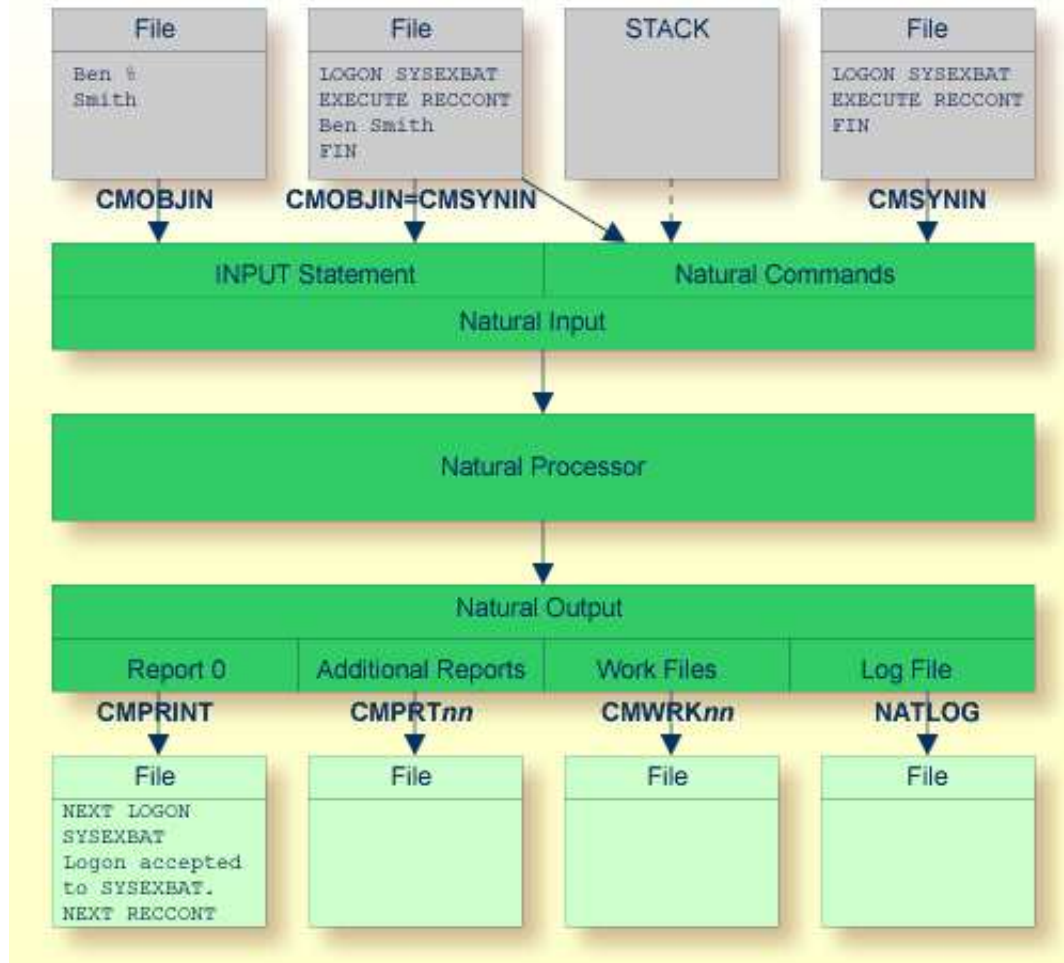 File
Ben %
Smith
File
LOGON SYSEXBAT
EXECUTE RECCONT
Ben Smith
FIN
STACK
File
LOGON SYSEXBAT
EXECUTE RECCONT
FIN
CMOBJIN
CMOBJIN=CMSYNIN
CMSYNIN
INPUT Statement
Natural Commands
Natural Input
Natural Processor
Natural Output
Report 0
Additional Reports
Work Files
Log File
CMPRINT
CMPRTnn
CMWRKnn
NATLOG
File
NEXT LOGON
SYSEXBAT
Logon accepted
to SYSEXBAT.
NEXT RECCONT
File
File
File